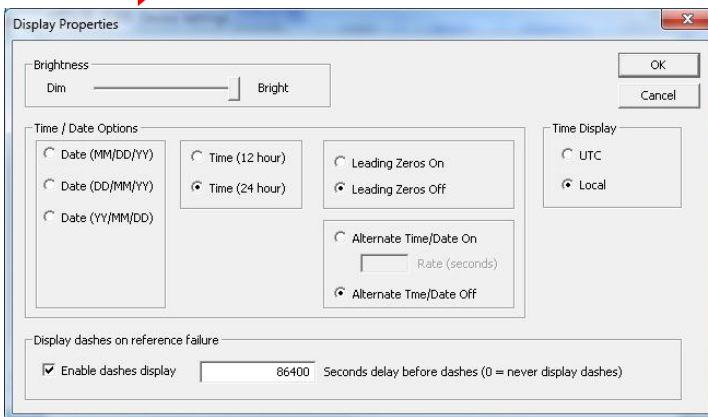 Display Properties
Brightness
Dim Bright
OK
Cancel
Time / Date Options
Date (MM/DD/YY)
Date (DD/MM/YY)
Date (YY/MM/DD)
Time (12 hour)
Time (24 hour)
Leading Zeros On
Leading Zeros Off
Alternate Time/Date On
Rate (seconds)
Alternate Tme/Date Off
Time Display
UTC
Local
Display dashes on reference failure
Enable dashes display 86400 Seconds delay before dashes (0 = never display dashes)